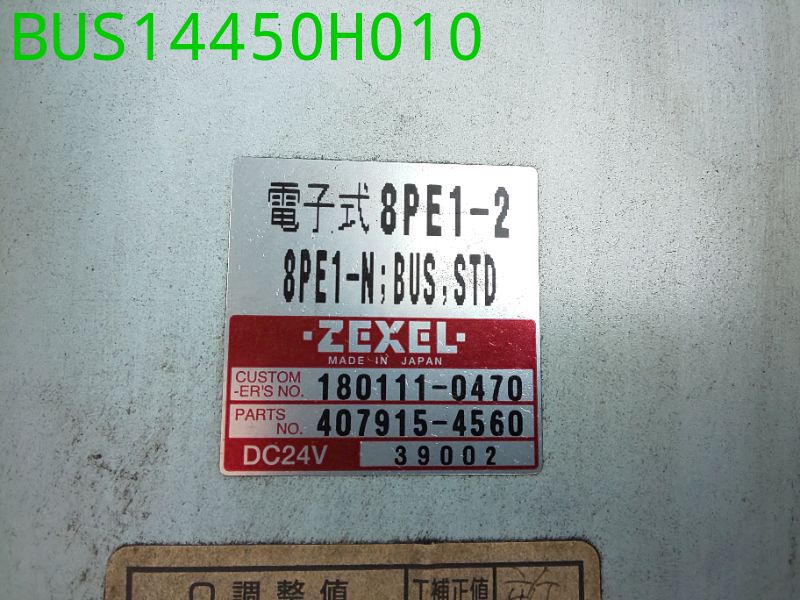 BUS14450H010
電子式 8PE1-2
8PE1-N;BUS,STD
·ZEXEL·
MADE IN JAPAN
CUSTOM
-ER'S NO. 180111-0470
PARTS
NO. 407915-4560
DC24V 39002
Q 調整値 T補正値